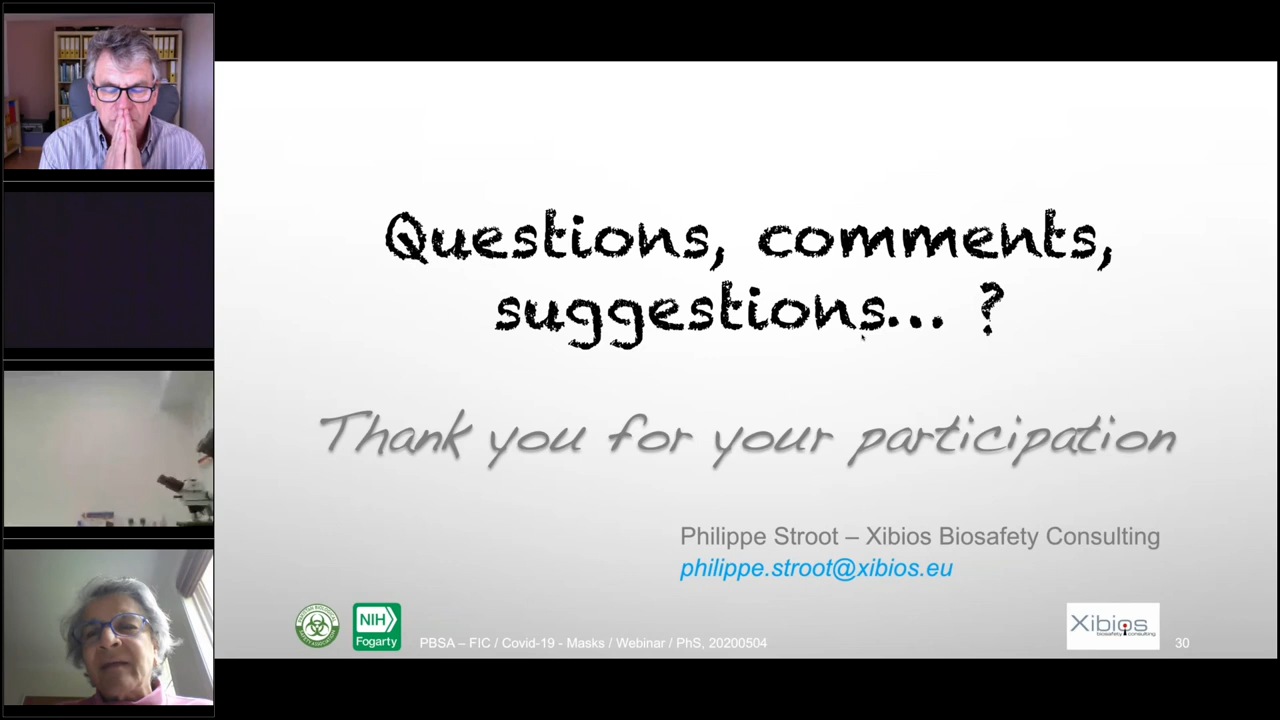 Questions, comments,
suggestions... ?
Thank you for your participation
Philippe Stroot – Xibios Biosafety Consulting
philippe.stroot@xibios.eu
NIH
Fogarty
PBSA – FIC / Covid-19 - Masks / Webinar / PhS, 20200504
Xibios
biosafety consulting
30